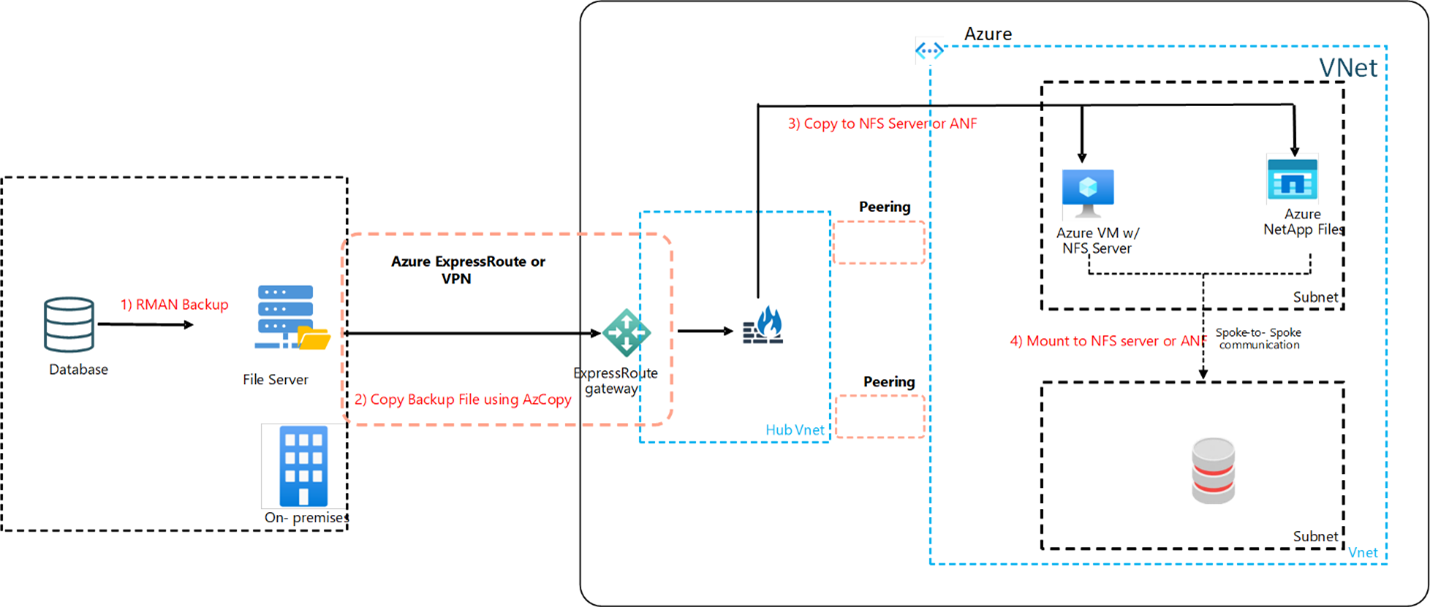 Azure
VNet
3) Copy to NFS Server or ANF
Peering
Azure VM w/
NFS Server
Azure
NetApp Files
Subnet
Azure ExpressRoute or
VPN
1) RMAN Backup
Database
File Server
ExpressRoute
gateway
2) Copy Backup File using AzCopy
Hub Vnet
4) Mount to NFS server or ANF
Spoke-to- Spoke
communication
Peering
On- premises
Subnet
Vnet